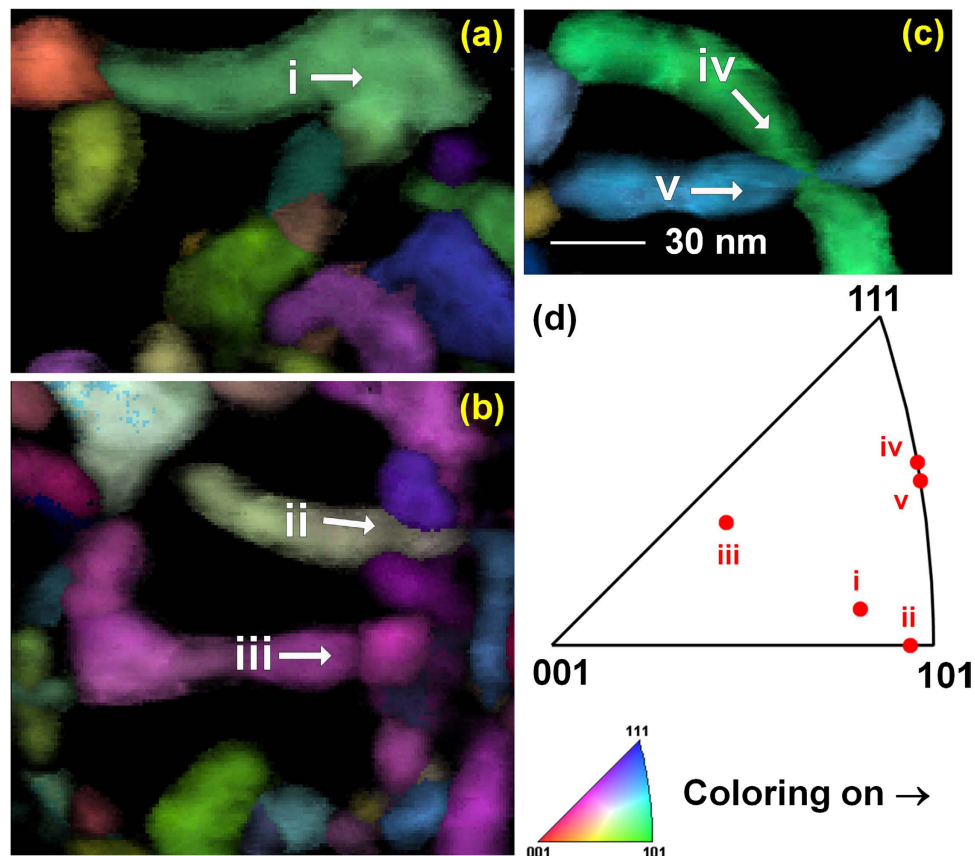 (a)
i →
(c)
iv
v →
30 nm
(b)
ii →
iii →
(d)
111
iv
v
iii
i
ii
001
101
111
001
101
Coloring on →